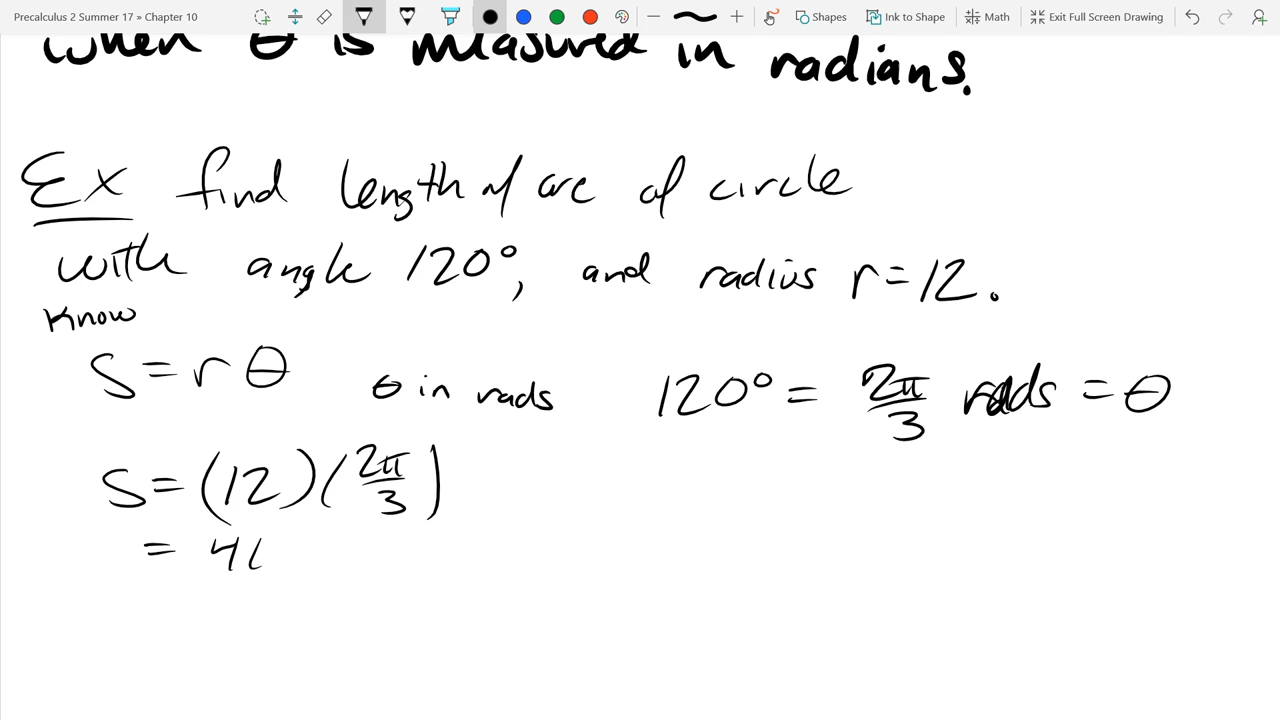 Precalculus 2 Summer 17 » Chapter 10 Shapes Ink to Shape Math Exit Full Screen Drawing
when θ is measured in radians.
Ex find length of arc of circle
with angle 120°, and radius r=12.
Know
S=rθ θ in rads 120° = 2π/3 rads = θ
S=(12)(2π/3)
= 4(